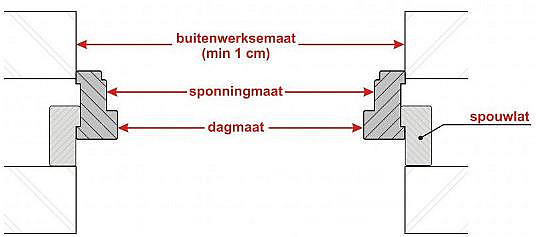 buitenwerksemaat
(min 1 cm)
sponningmaat
spouwlat
dagmaat